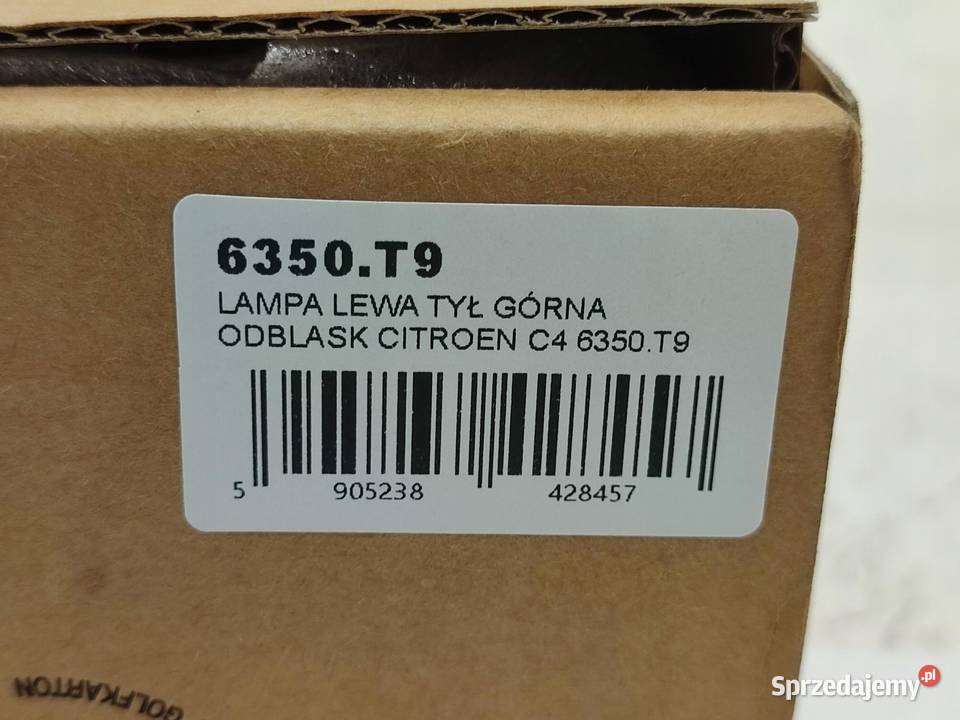 6350.T9
LAMPA LEWA TYŁ GÓRNA
ODBLASK CITROEN C4 6350.T9
5 905238 428457
GOLFKARTON
Sprzedajemy.pl